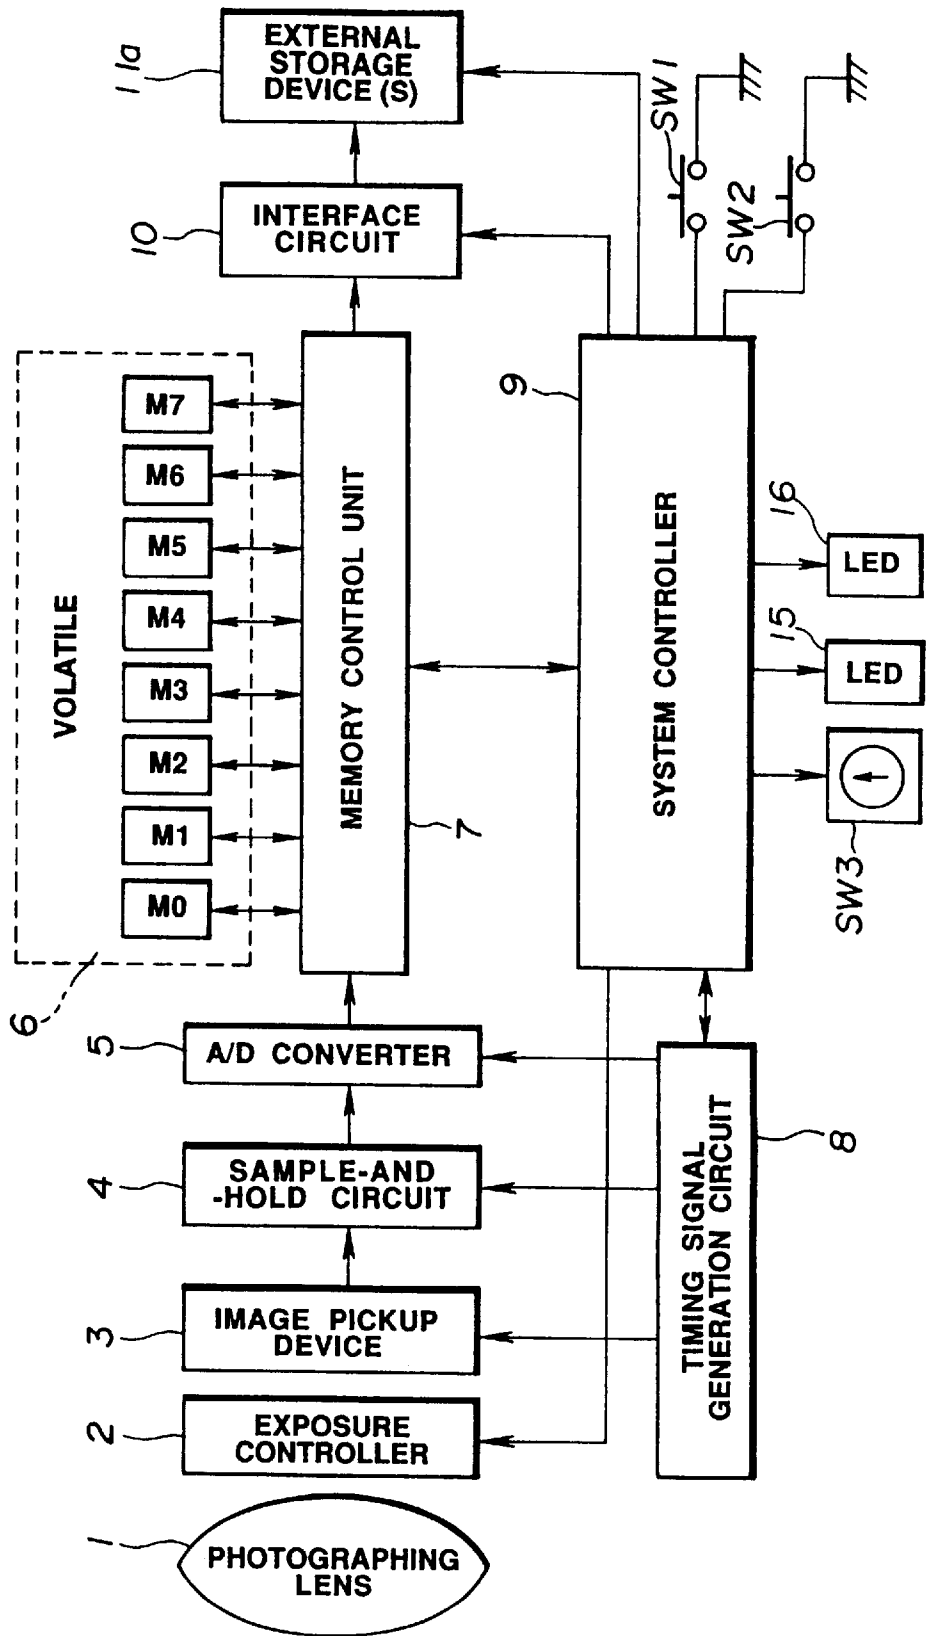 11a
EXTERNAL
STORAGE
DEVICE (S)
10
INTERFACE
CIRCUIT
SW1
SW2
VOLATILE
M7
M6
M5
M4
M3
M2
M1
M0
6
MEMORY CONTROL UNIT
7
9
SYSTEM CONTROLLER
16
LED
15
LED
SW3
5
A/D CONVERTER
4
SAMPLE-AND
-HOLD CIRCUIT
3
IMAGE PICKUP
DEVICE
2
EXPOSURE
CONTROLLER
TIMING SIGNAL
GENERATION CIRCUIT
8
1
PHOTOGRAPHING
LENS